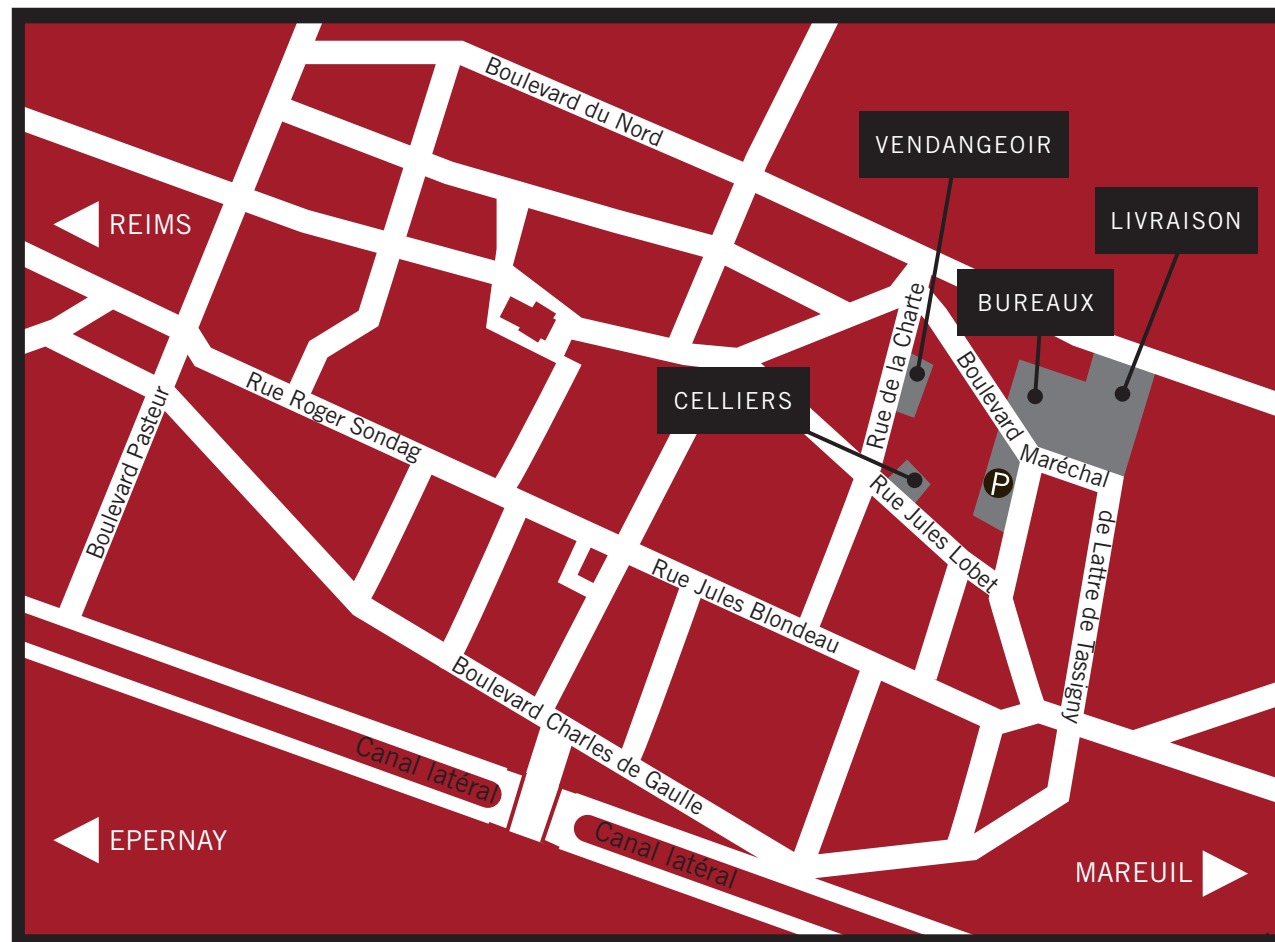 Boulevard du Nord
VENDANGEOIR
LIVRAISON
REIMS
BUREAUX
Rue de la Charte
Boulevard Maréchal de Lattre de Tassigny
CELLIERS
Rue Roger Sondag
Boulevard Pasteur
P
Rue Jules Lobet
Rue Jules Blondeau
Boulevard Charles de Gaulle
Canal latéral
Canal latéral
EPERNAY
MAREUIL